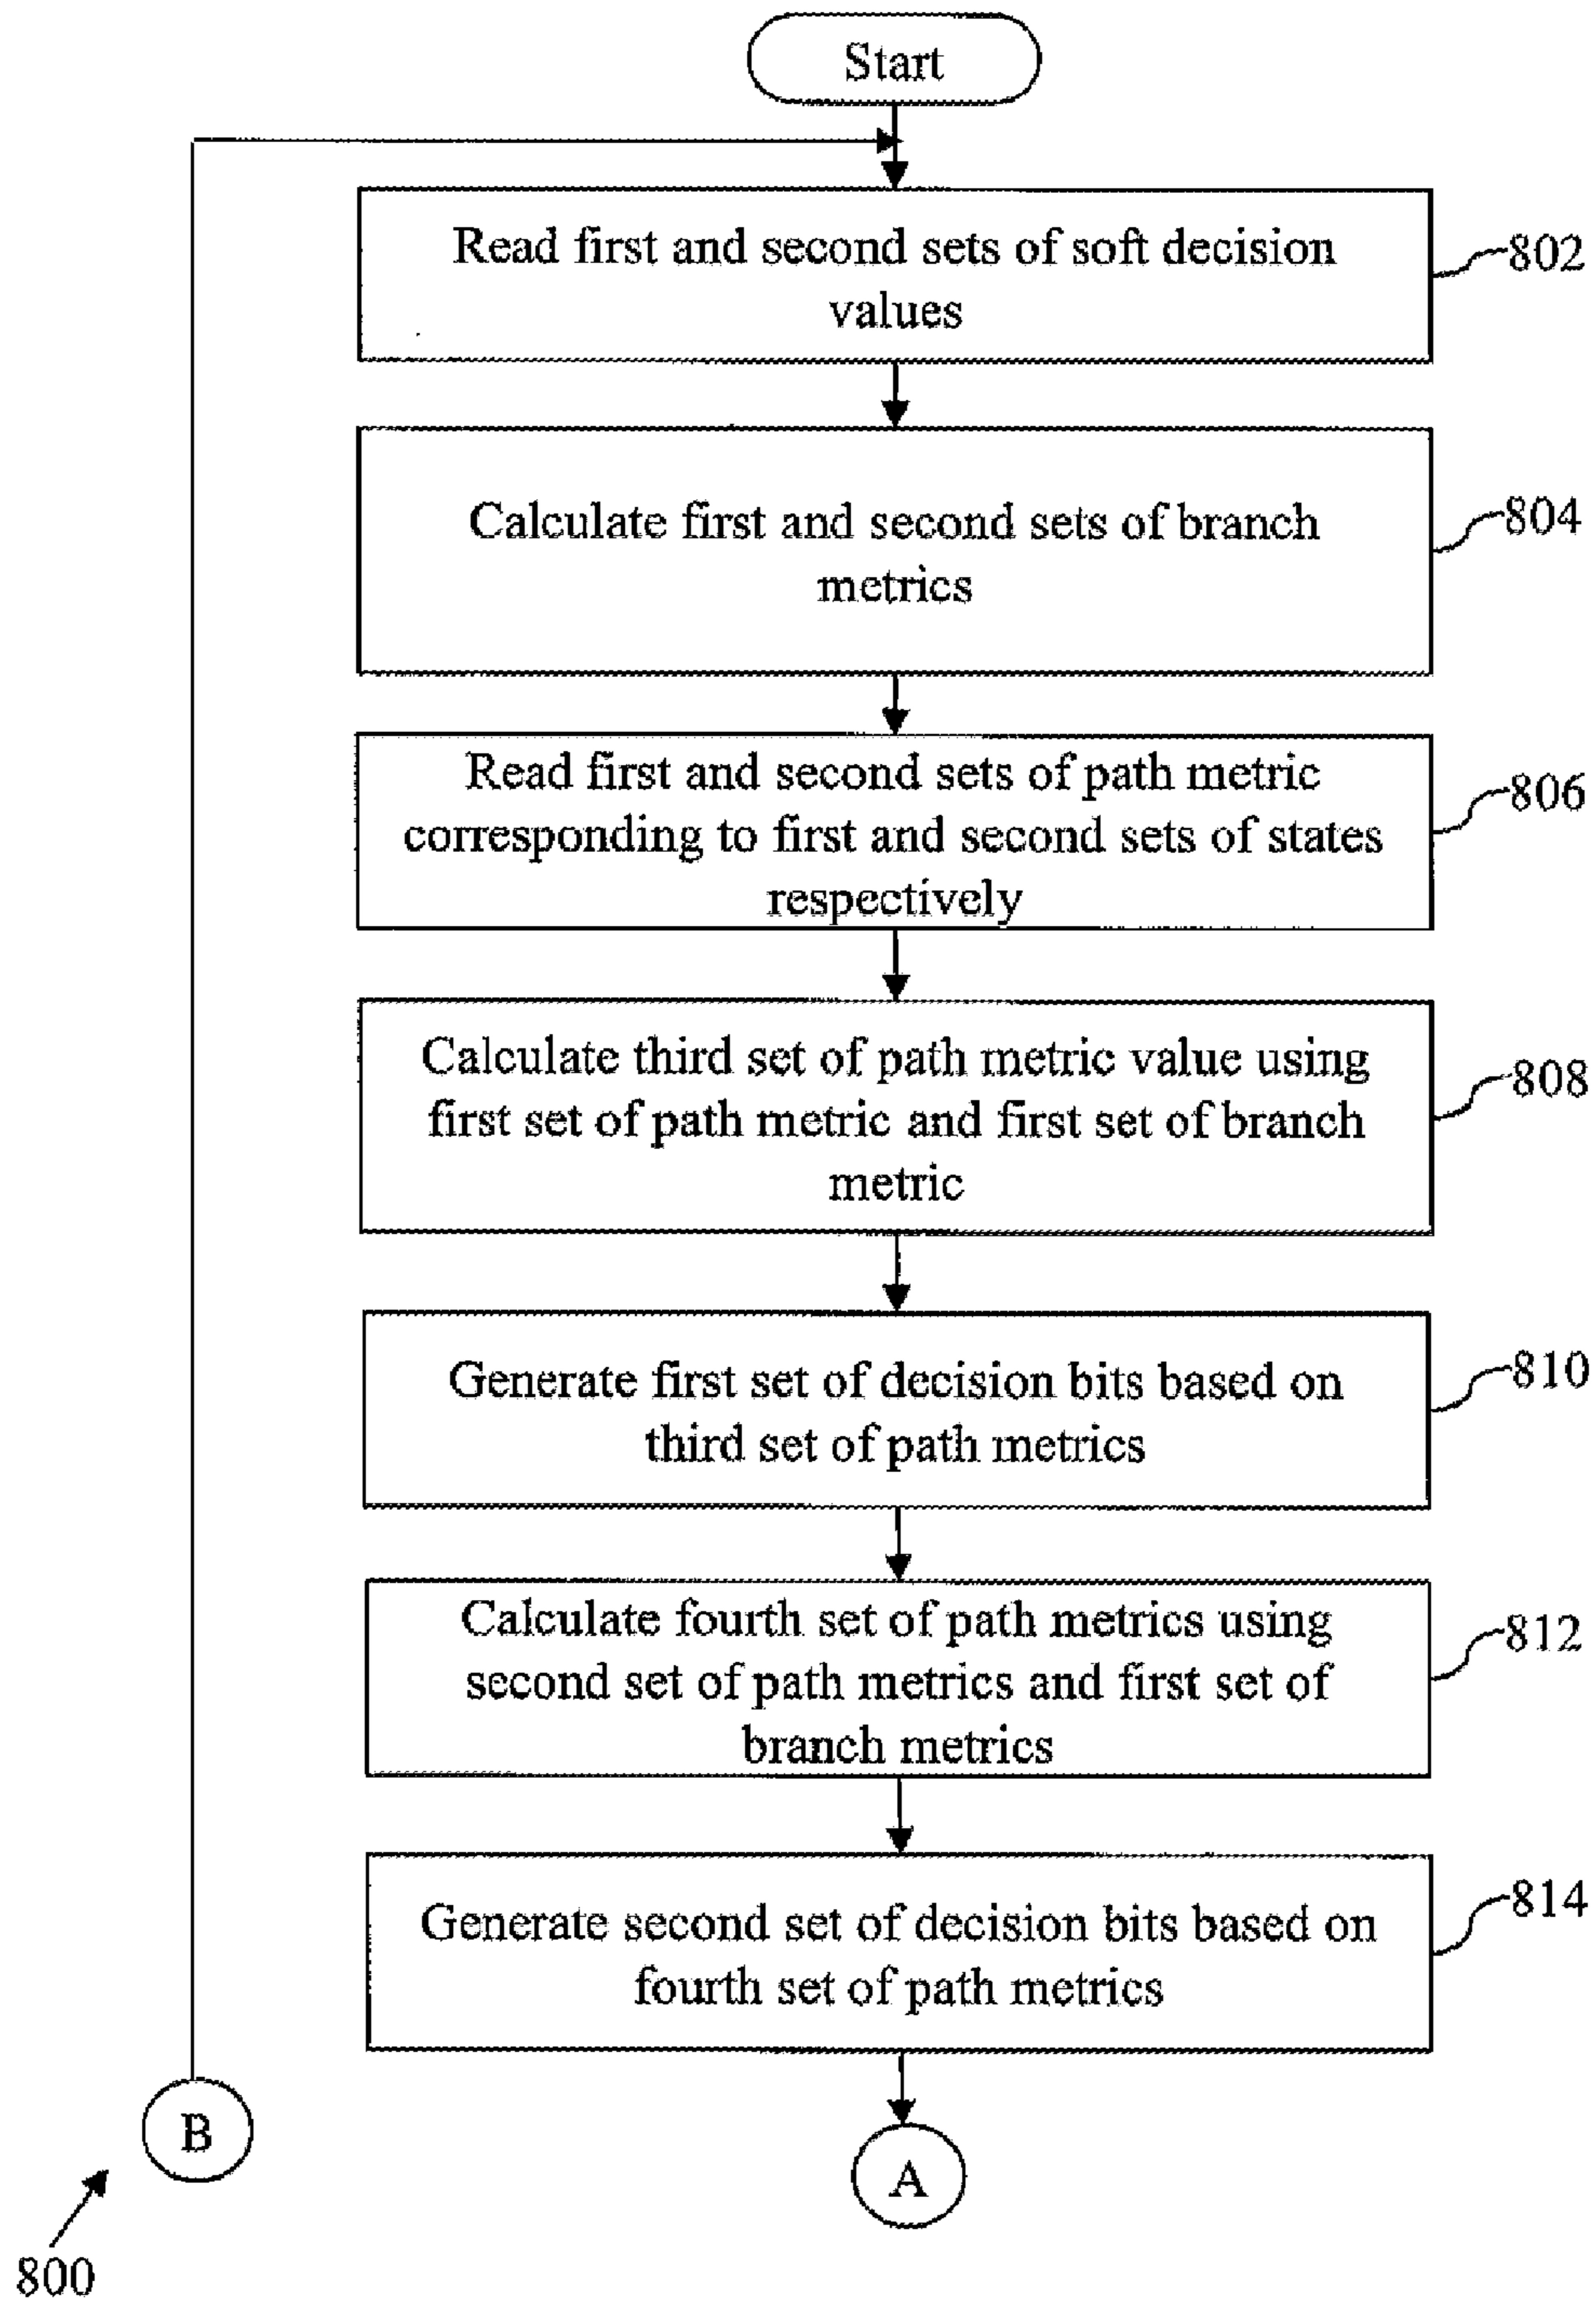 Start
Read first and second sets of soft decision
values
802
Calculate first and second sets of branch
metrics
804
Read first and second sets of path metric
corresponding to first and second sets of states
respectively
806
Calculate third set of path metric value using
first set of path metric and first set of branch
metric
808
Generate first set of decision bits based on
third set of path metrics
810
Calculate fourth set of path metrics using
second set of path metrics and first set of
branch metrics
812
Generate second set of decision bits based on
fourth set of path metrics
814
B
A
800